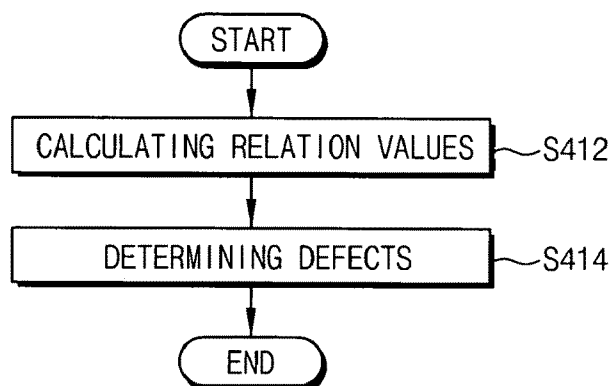 START
CALCULATING RELATION VALUES
S412
DETERMINING DEFECTS
S414
END